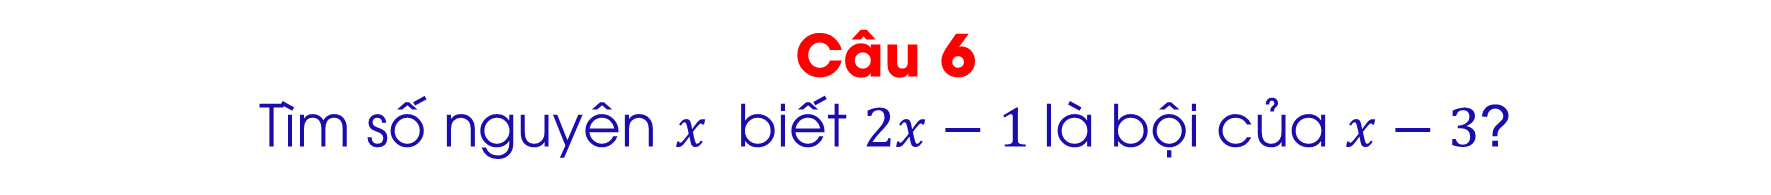 Câu 6
Tìm số nguyên x biết 2x − 1 là bội của x − 3?